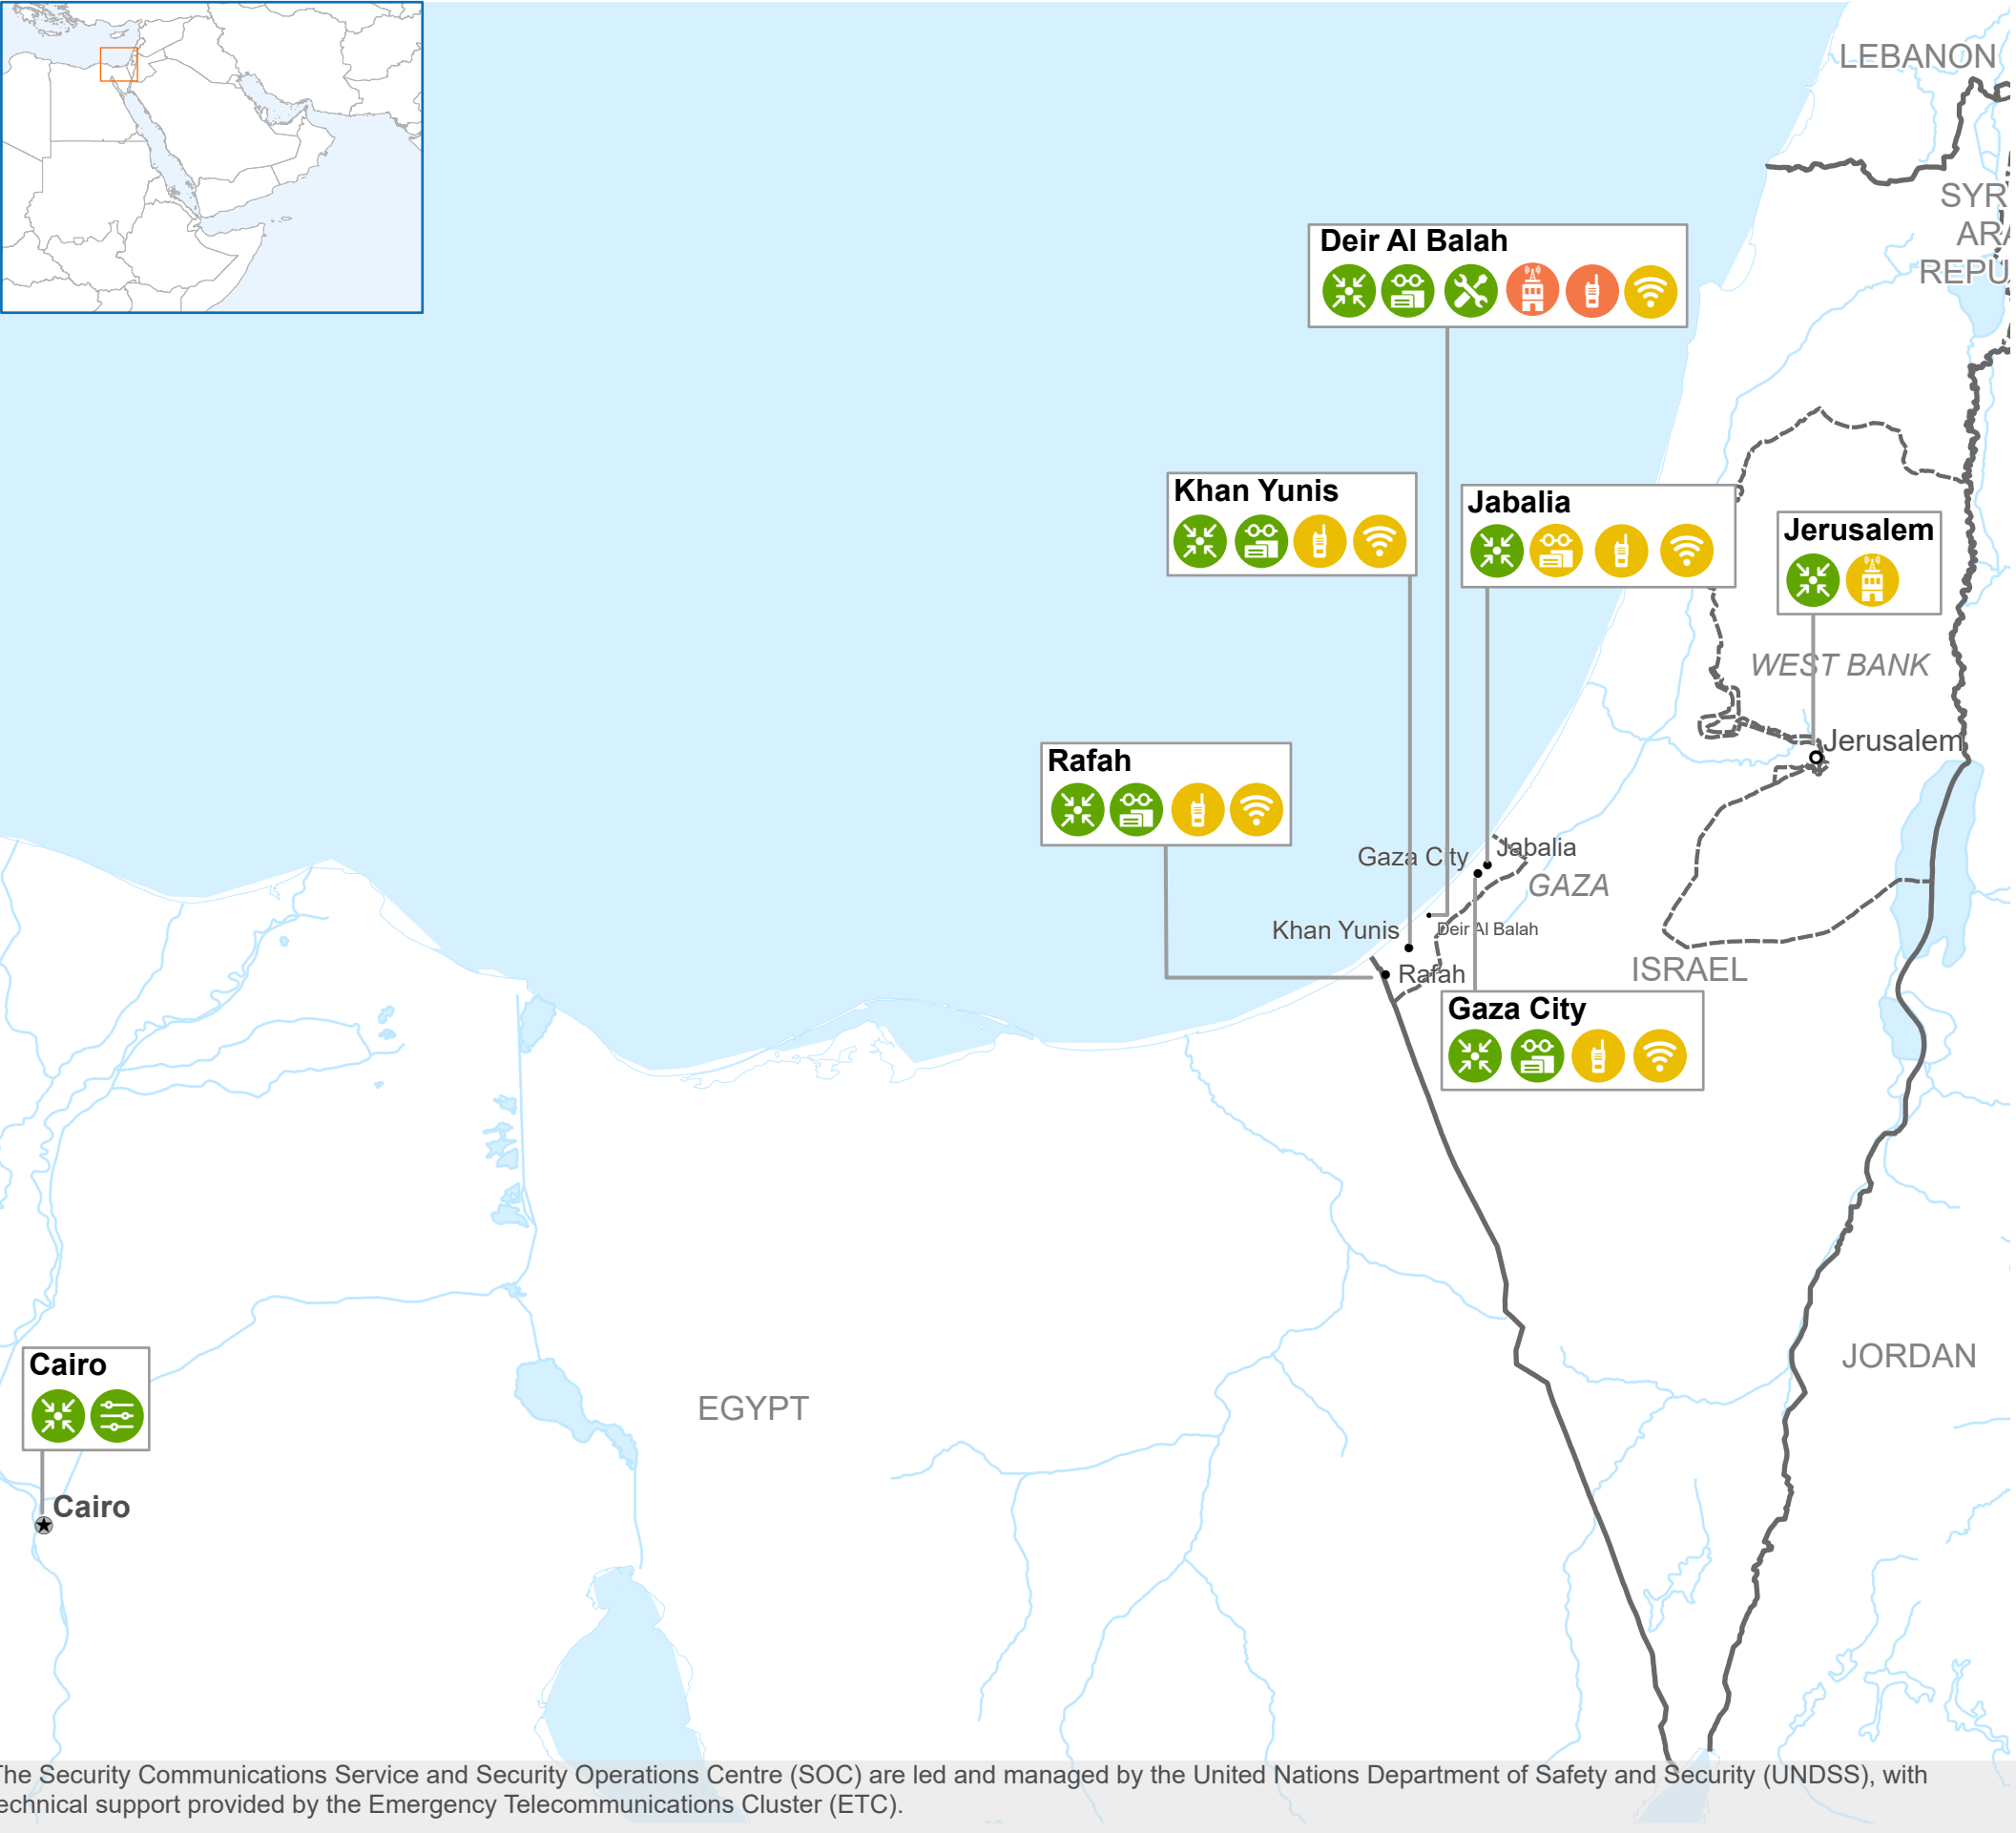 LEBANON
SYR
ARA
REPU
Deir Al Balah
Khan Yunis
Jabalia
Jerusalem
WEST BANK
Jerusalem
Rafah
Gaza City
Jabalia
GAZA
Khan Yunis
Deir Al Balah
Rafah
ISRAEL
Gaza City
Cairo
EGYPT
JORDAN
Cairo
The Security Communications Service and Security Operations Centre (SOC) are led and managed by the United Nations Department of Safety and Security (UNDSS), with
echnical support provided by the Emergency Telecommunications Cluster (ETC).